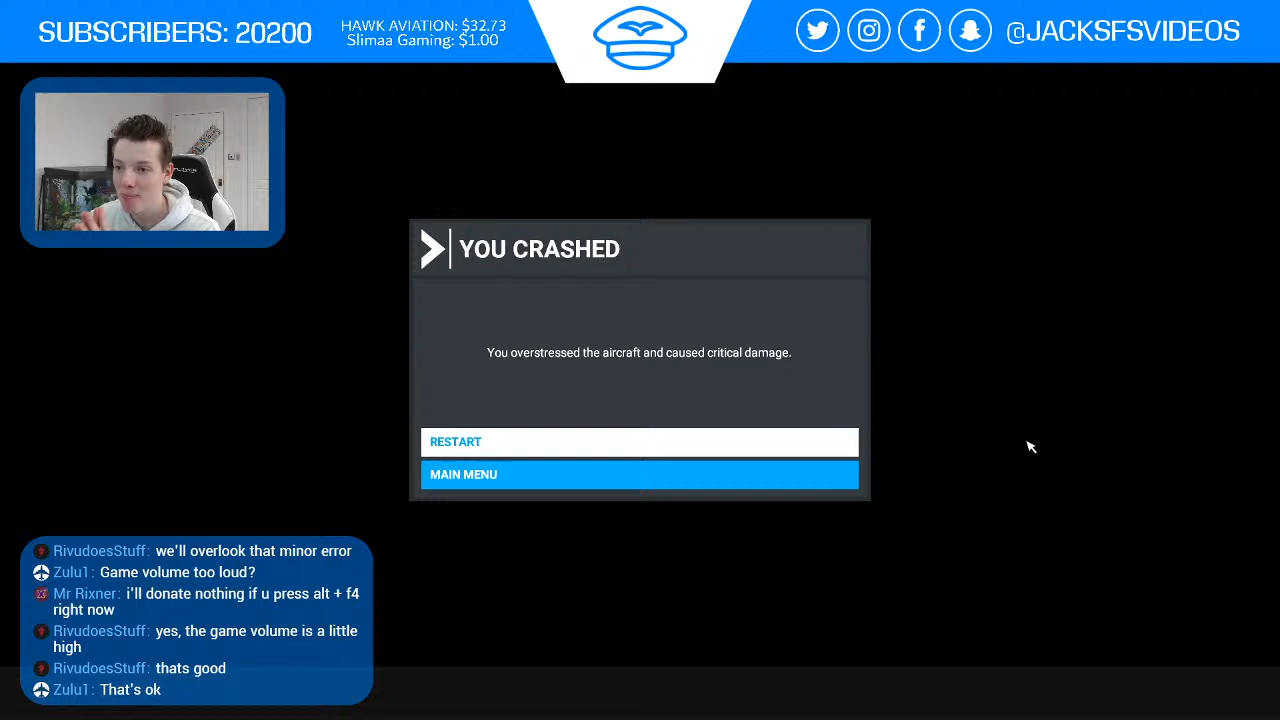 SUBSCRIBERS: 20200
HAWK AVIATION: $32.73
Slimaa Gaming: $1.00
@JACKSFSVIDEOS
YOU CRASHED
You overstressed the aircraft and caused critical damage.
RESTART
MAIN MENU
RivudoesStuff: we'll overlook that minor error
Zulu1: Game volume too loud?
Mr Rixner: i'll donate nothing if u press alt + f4
right now
RivudoesStuff: yes, the game volume is a little
high
RivudoesStuff: thats good
Zulu1: That's ok